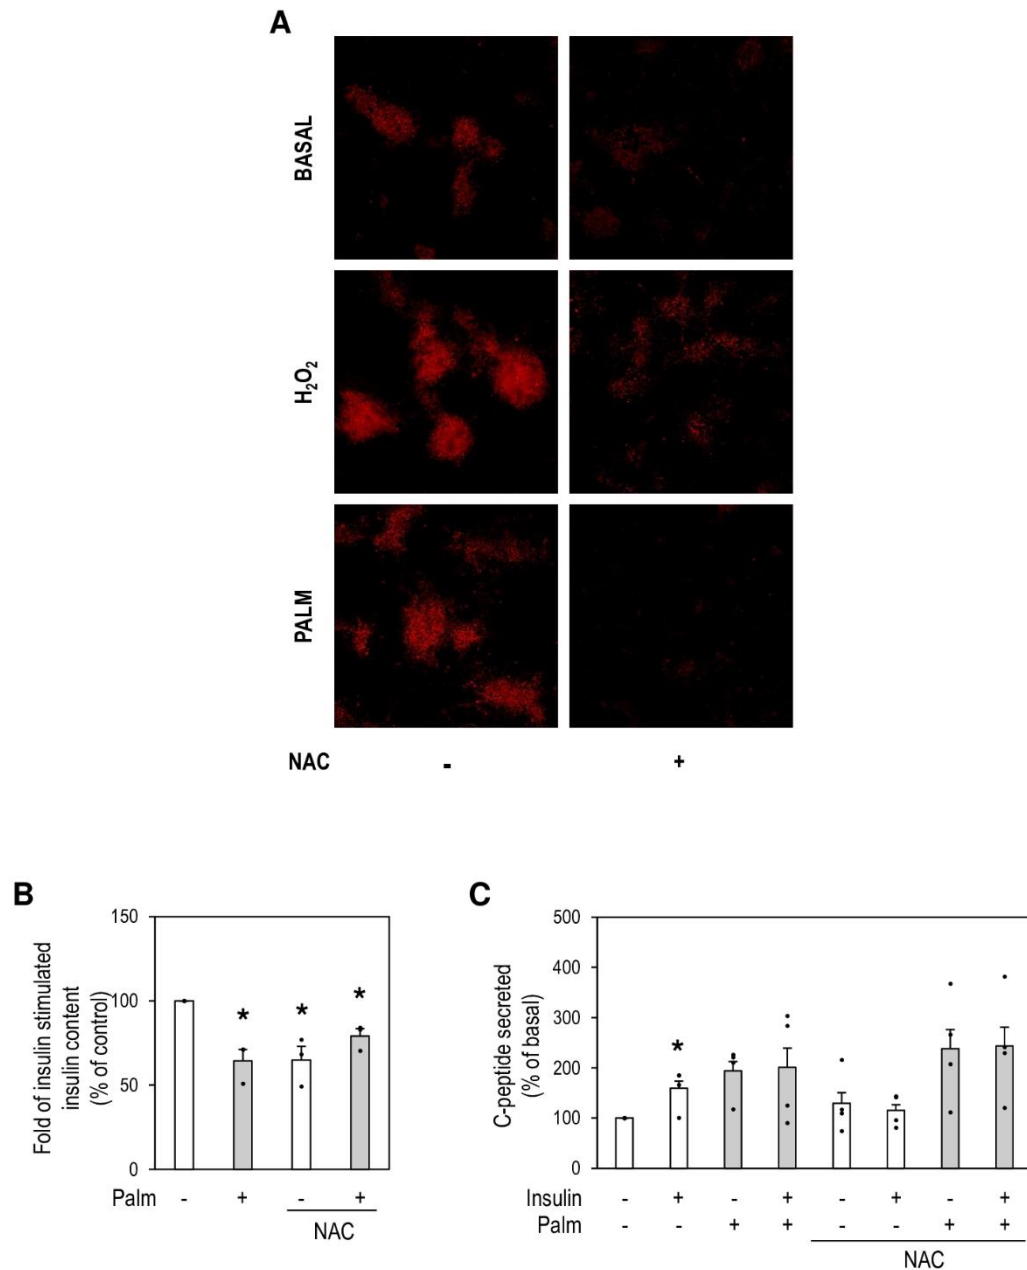 A
BASAL
H₂O₂
PALM
NAC - +
B
Fold of insulin stimulated
insulin content
(% of control)
150
100
50
0
* * *
Palm - + - +
NAC
C
C-peptide secreted
(% of basal)
500
400
300
200
100
0
*
Insulin - + - + - + - +
Palm - - + + - - + +
NAC